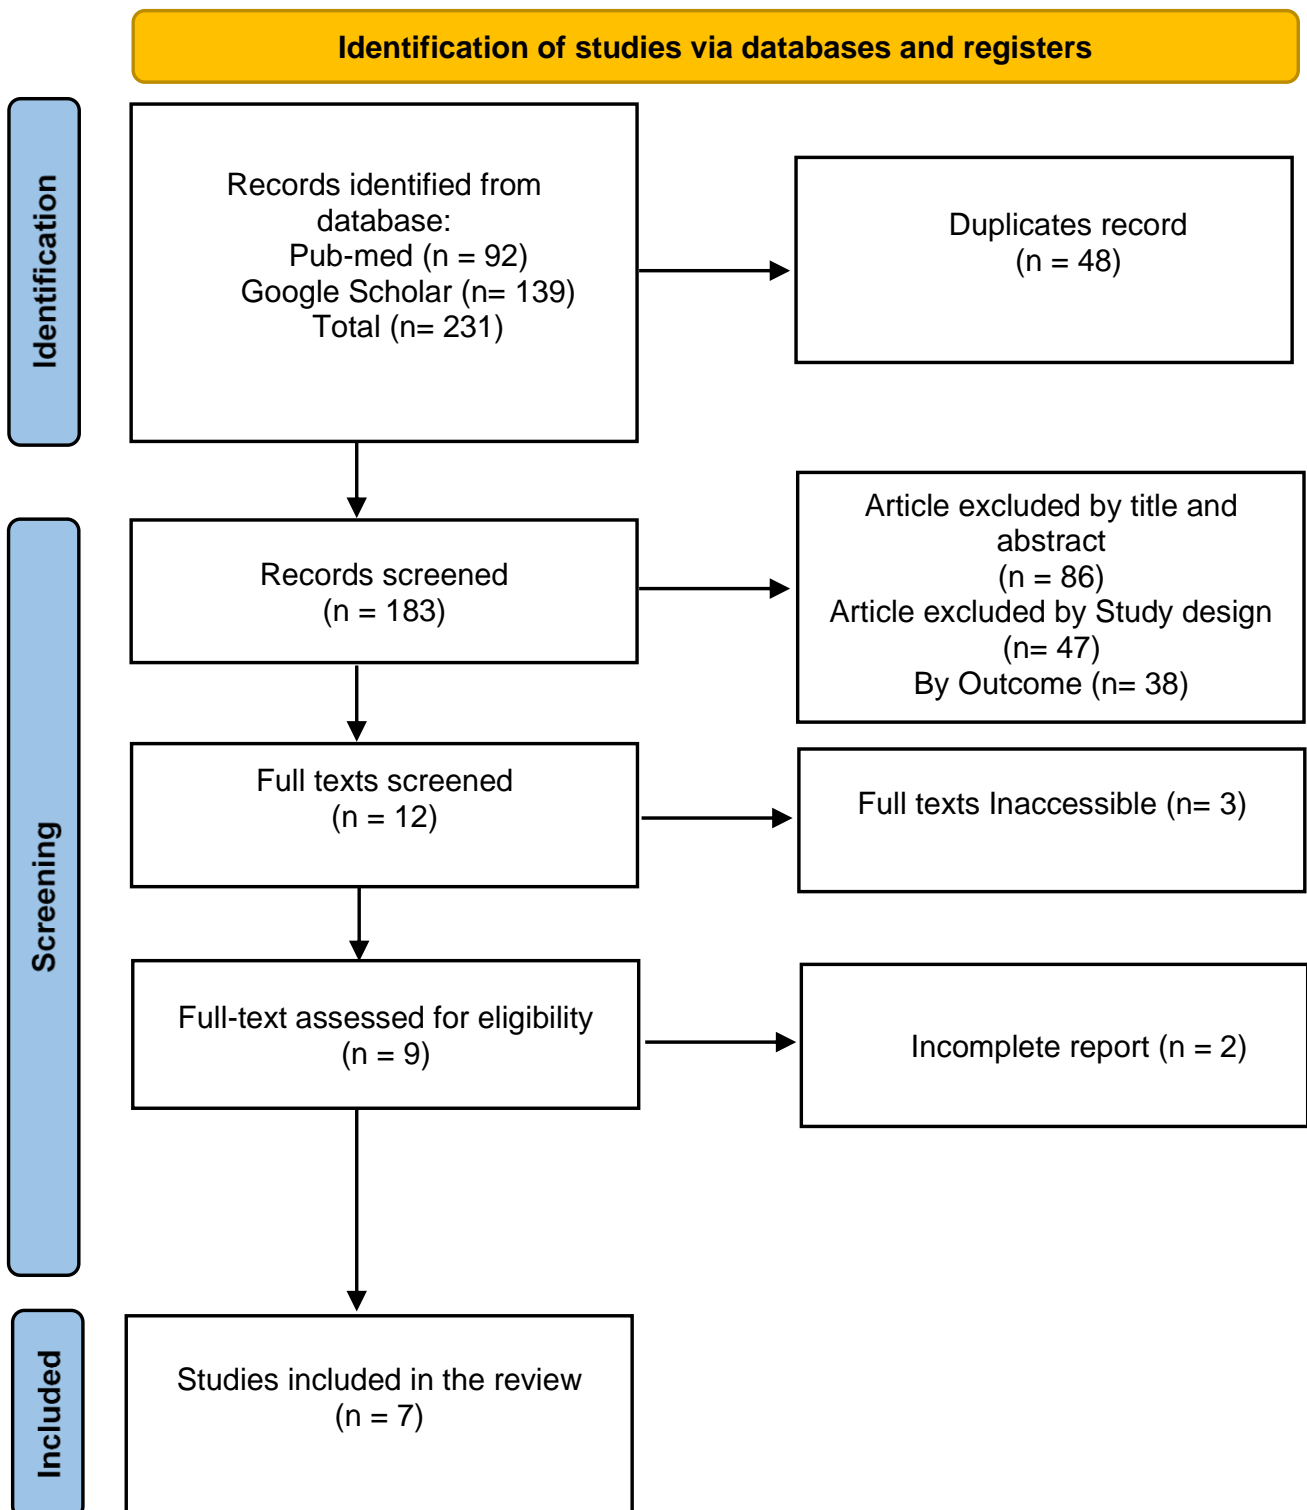 Identification of studies via databases and registers
Identification
Records identified from
database:
Pub-med (n = 92)
Google Scholar (n= 139)
Total (n= 231)
Duplicates record
(n = 48)
Screening
Records screened
(n = 183)
Article excluded by title and
abstract
(n = 86)
Article excluded by Study design
(n= 47)
By Outcome (n= 38)
Full texts screened
(n = 12)
Full texts Inaccessible (n= 3)
Full-text assessed for eligibility
(n = 9)
Incomplete report (n = 2)
Included
Studies included in the review
(n = 7)